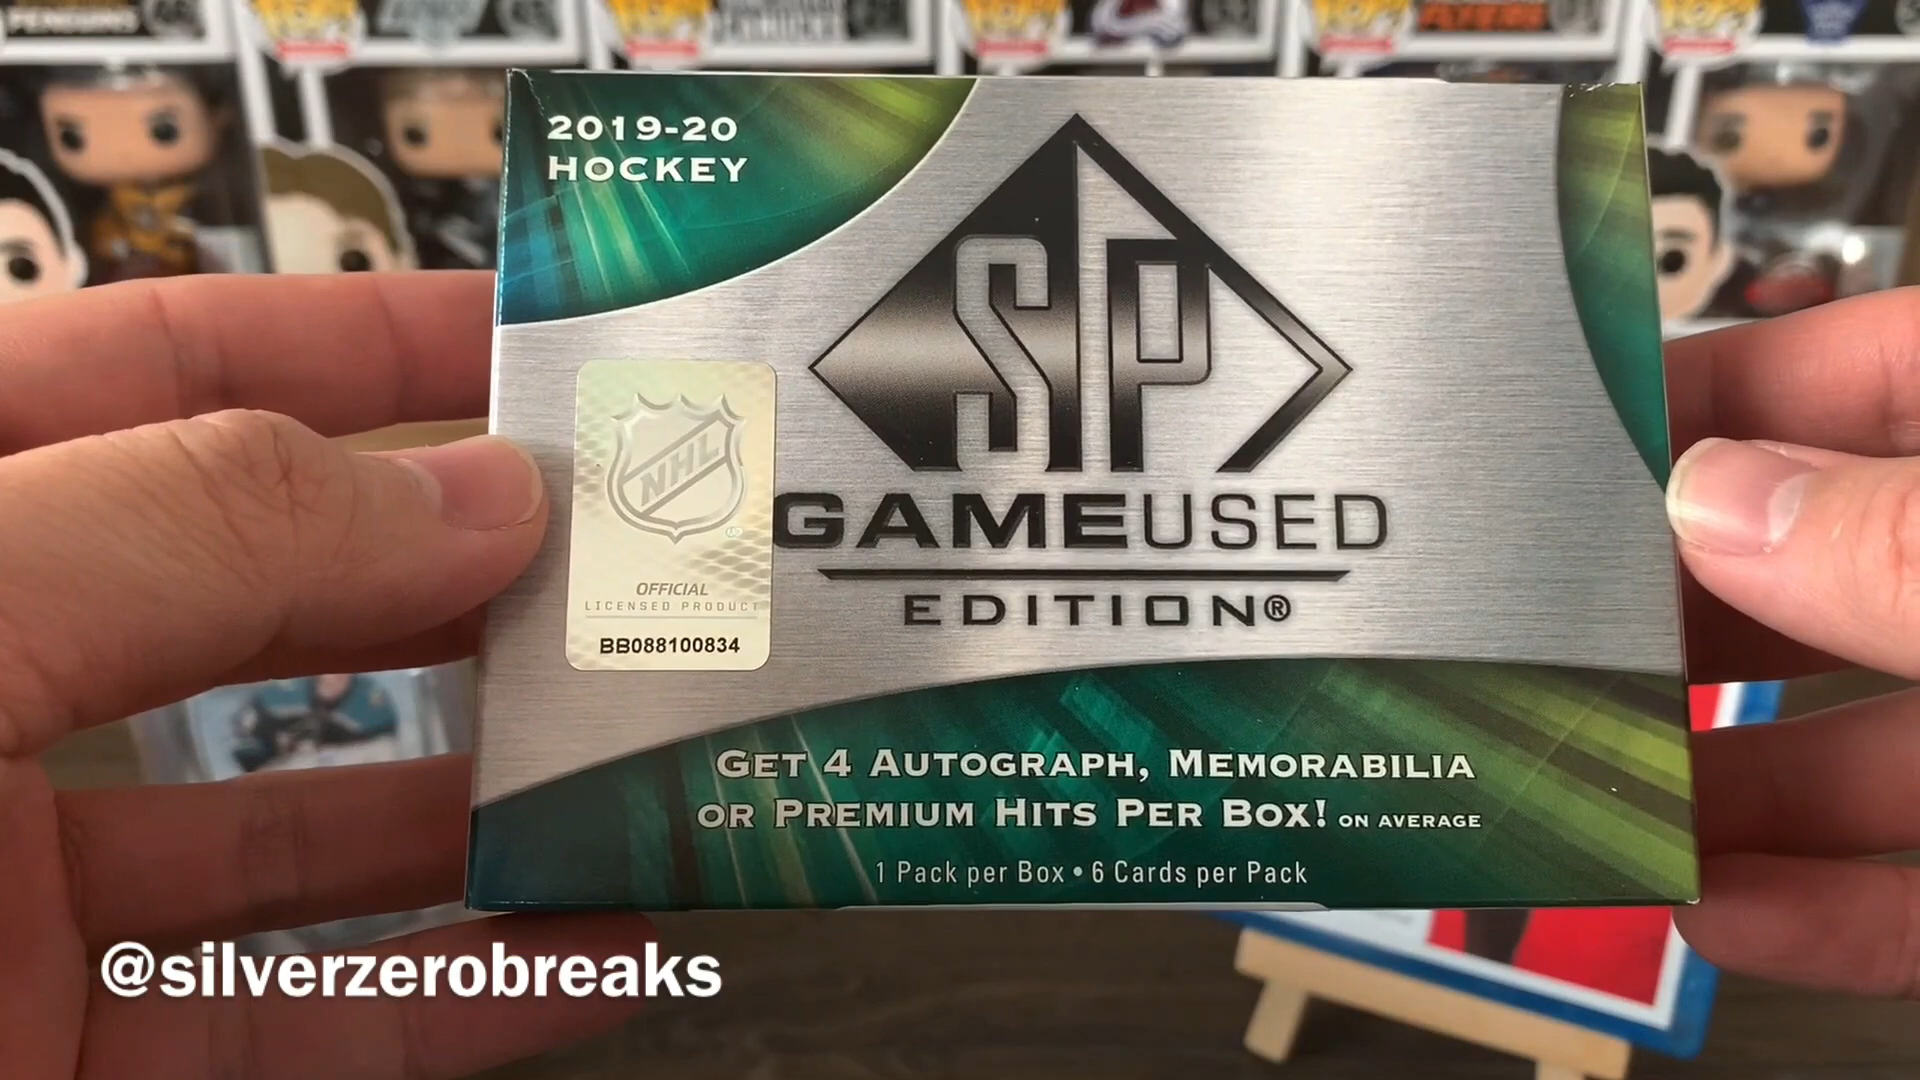 PENGUINS
FLYERS
2019-20
HOCKEY
SP
GAMEUSED
EDITION®
NHL
OFFICIAL
LICENSED PRODUCT
BB088100834
GET 4 AUTOGRAPH, MEMORABILIA
OR PREMIUM HITS PER BOX! ON AVERAGE
1 Pack per Box • 6 Cards per Pack
@silverzerobreaks